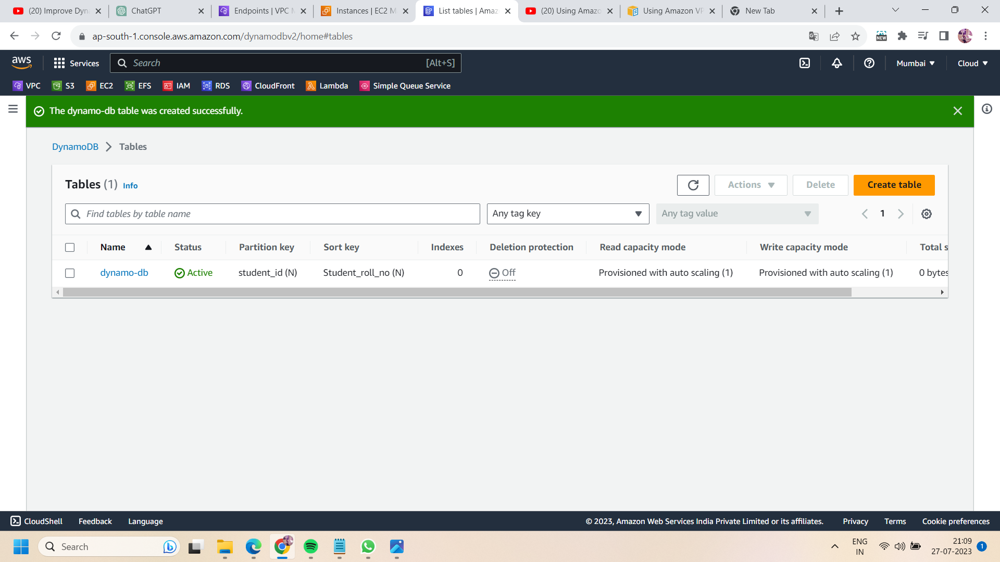 (20) Improve Dyn
ChatGPT
Endpoints | VPC M
Instances | EC2 M
List tables | Amaz
(20) Using Amazo
Using Amazon VP
New Tab
ap-south-1.console.aws.amazon.com/dynamodbv2/home#tables
NEW
aws
Services
Search
[Alt+S]
Mumbai
Cloud
VPC
S3
EC2
EFS
IAM
RDS
CloudFront
Lambda
Simple Queue Service
The dynamo-db table was created successfully.
DynamoDB
Tables
Tables (1) Info
Actions
Delete
Create table
Find tables by table name
Any tag key
Any tag value
1
Name
Status
Partition key
Sort key
Indexes
Deletion protection
Read capacity mode
Write capacity mode
Total s
dynamo-db
Active
student_id (N)
Student_roll_no (N)
0
Off
Provisioned with auto scaling (1)
Provisioned with auto scaling (1)
0 bytes
CloudShell
Feedback
Language
© 2023, Amazon Web Services India Private Limited or its affiliates.
Privacy
Terms
Cookie preferences
Search
ENG
IN
21:09
27-07-2023
1